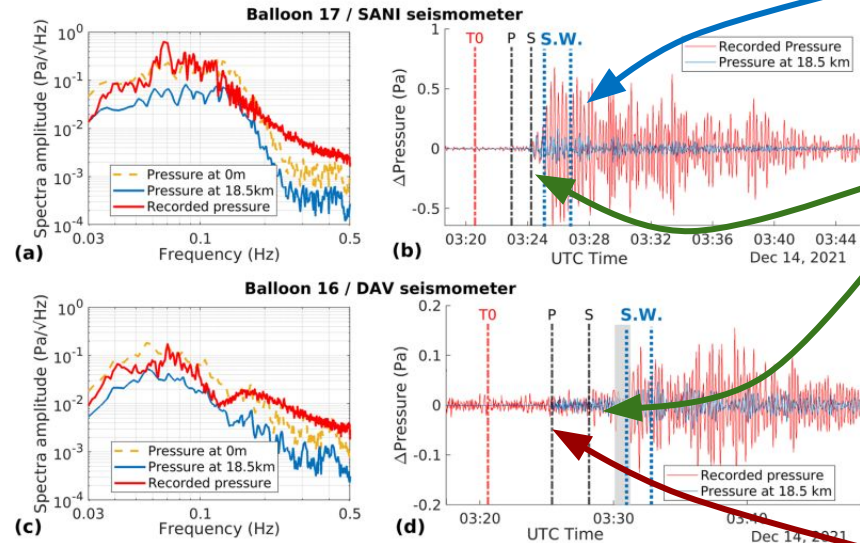 Balloon 17 / SANI seismometer
Spectra amplitude (Pa/√Hz)
10^0
10^-1
10^-2
10^-3
10^-4
Pressure at 0m
Pressure at 18.5km
Recorded pressure
0.03 0.1 0.5
Frequency (Hz)
(a)
ΔPressure (Pa)
1
0.5
0
-0.5
T0 P S S.W.
Recorded Pressure
Pressure at 18.5 km
03:20 03:24 03:28 03:32 03:36 03:40 03:44
UTC Time
Dec 14, 2021
(b)
Balloon 16 / DAV seismometer
Spectra amplitude (Pa/√Hz)
10^0
10^-1
10^-2
10^-3
10^-4
Pressure at 0m
Pressure at 18.5km
Recorded pressure
0.03 0.1 0.5
Frequency (Hz)
(c)
ΔPressure (Pa)
0.2
0.1
0
-0.1
-0.2
T0 P S S.W.
Recorded pressure
Pressure at 18.5 km
03:20 03:30 03:40
UTC Time
Dec 14, 2021
(d)